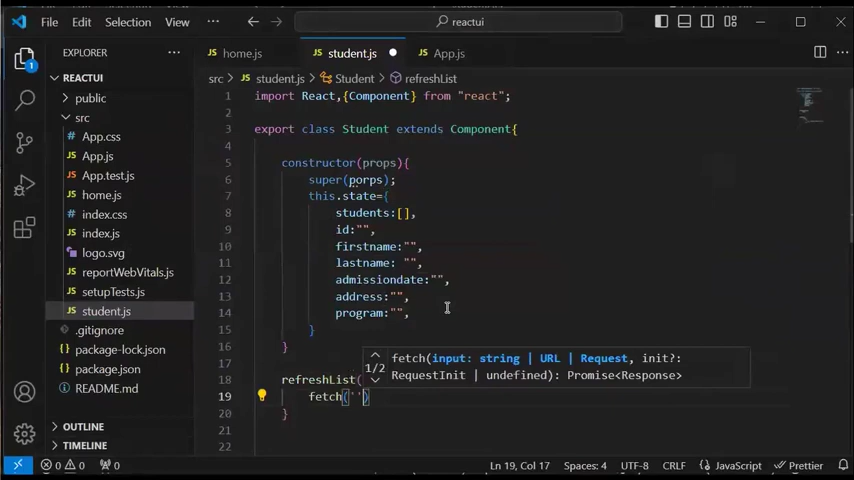 File Edit Selection View ··· reactui
EXPLORER ··· home.js student.js App.js
REACTUI src > student.js > Student > refreshList
public
src
App.css
App.js
App.test.js
home.js
index.css
index.js
logo.svg
reportWebVitals.js
setupTests.js
student.js
.gitignore
package-lock.json
package.json
README.md
OUTLINE
TIMELINE
1 import React,{Component} from "react";
2
3 export class Student extends Component{
4
5 constructor(props){
6 super(porps);
7 this.state={
8 students:[],
9 id:"",
10 firstname:"",
11 lastname: "",
12 admissiondate:"",
13 address:"",
14 program:"",
15 }
16 }
17
18 refreshList(
19 fetch('')
20 }
21
22
fetch(input: string | URL | Request, init?:
1/2 RequestInit | undefined): Promise<Response>
0 0 0 Ln 19, Col 17 Spaces: 4 UTF-8 CRLF JavaScript Prettier